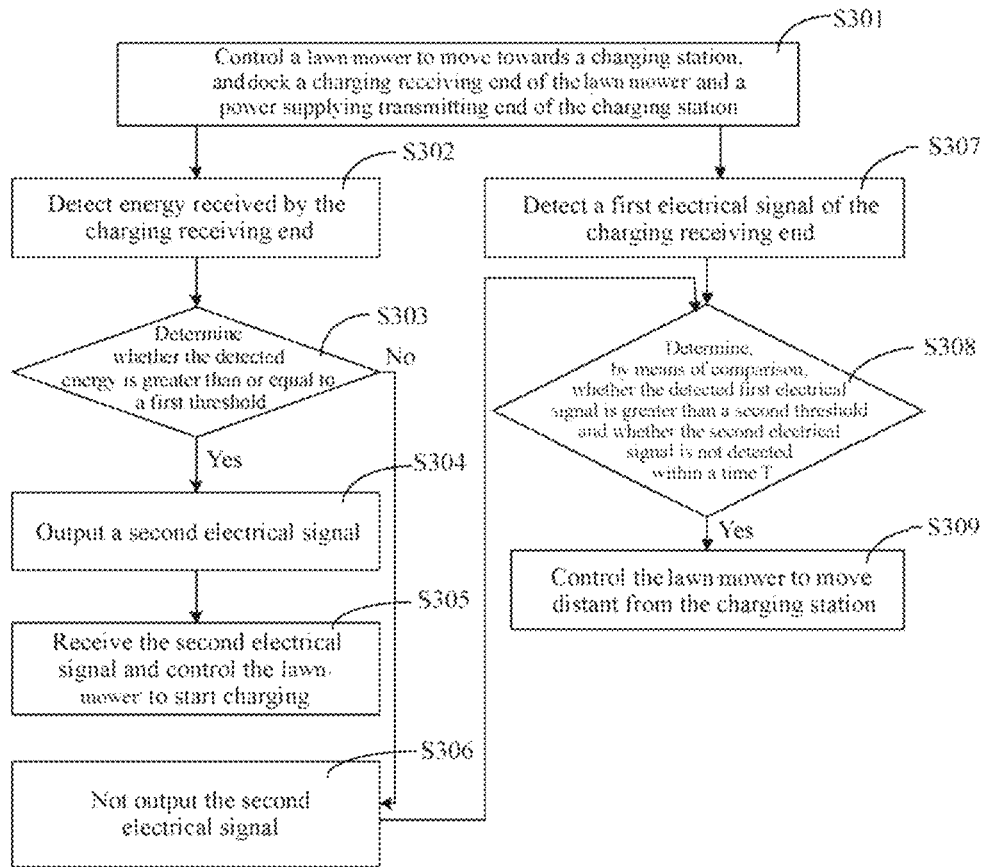 S301
Control a lawn mower to move towards a charging station,
and dock a charging receiving end of the lawn mower and a
power supplying transmitting end of the charging station
S302
Detect energy received by the
charging receiving end
S303
Determine
whether the detected
energy is greater than or equal to
a first threshold
No
Yes
S304
Output a second electrical signal
S305
Receive the second electrical
signal and control the lawn
mower to start charging
S306
Not output the second
electrical signal
S307
Detect a first electrical signal of the
charging receiving end
S308
Determine,
by means of comparison,
whether the detected first electrical
signal is greater than a second threshold
and whether the second electrical
signal is not detected
within a time T
Yes
S309
Control the lawn mower to move
distant from the charging station